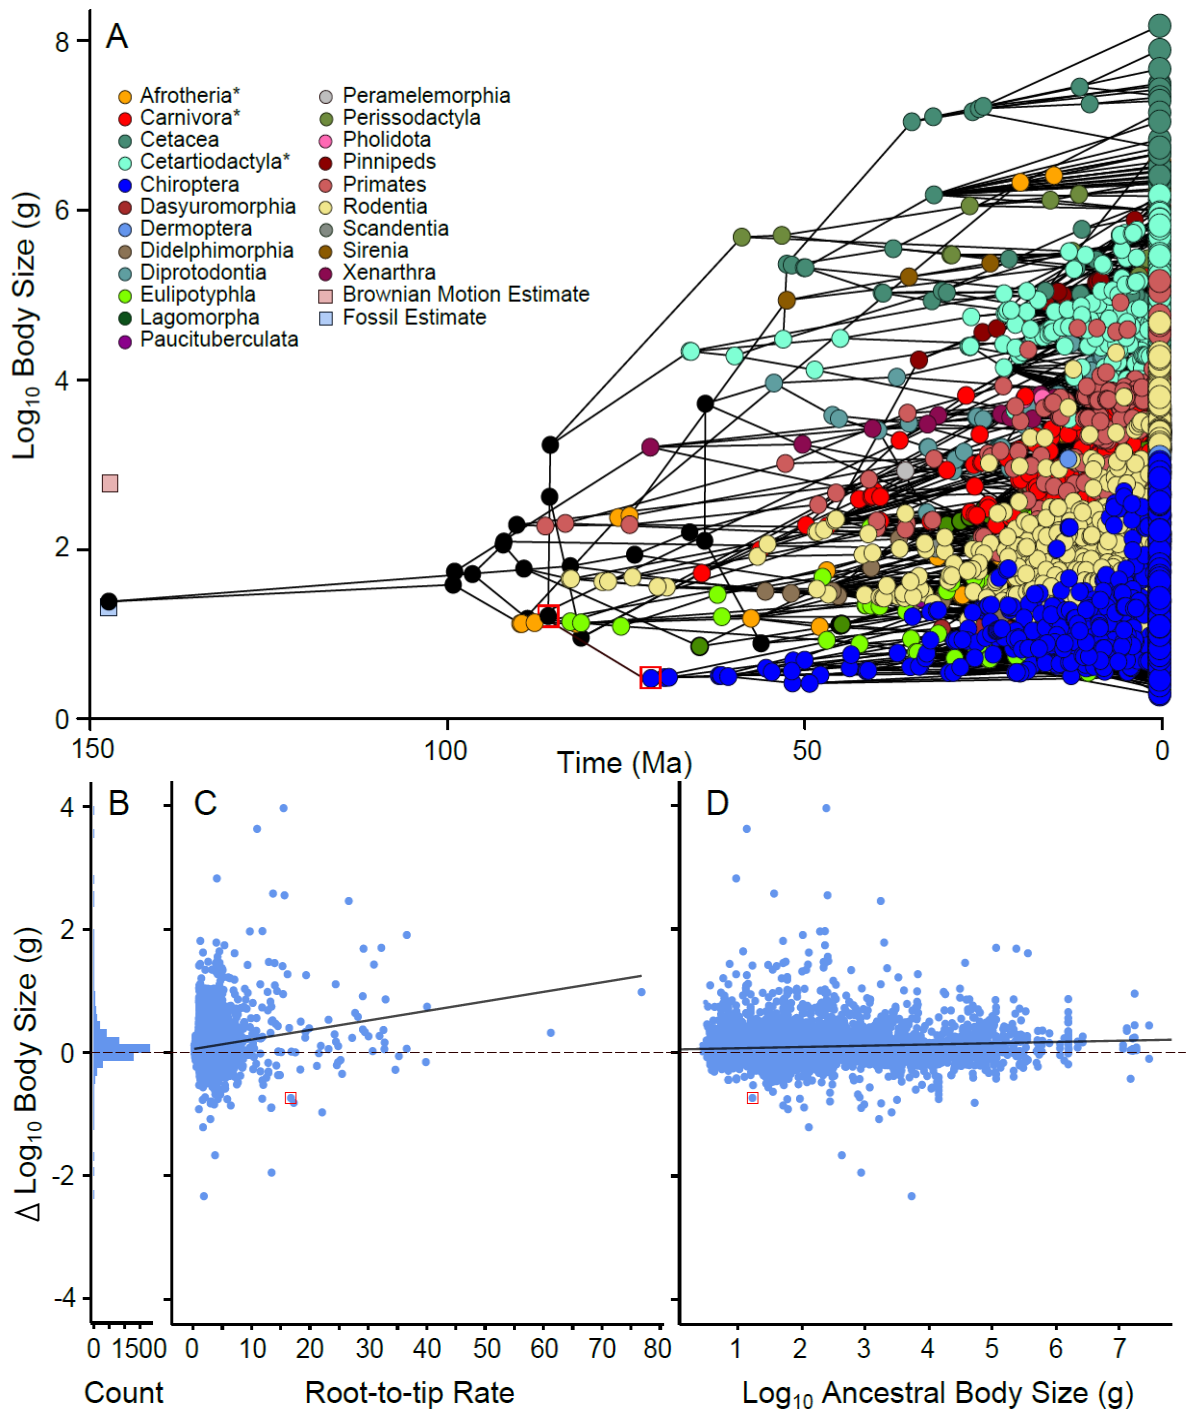 A
8
6
4
2
0
Log₁₀ Body Size (g)
Afrotheria*
Carnivora*
Cetacea
Cetartiodactyla*
Chiroptera
Dasyuromorphia
Dermoptera
Didelphimorphia
Diprotodontia
Eulipotyphla
Lagomorpha
Paucituberculata
Peramelemorphia
Perissodactyla
Pholidota
Pinnipeds
Primates
Rodentia
Scandentia
Sirenia
Xenarthra
Brownian Motion Estimate
Fossil Estimate
150 100 50 0
Time (Ma)
B
C
D
4
2
0
-2
-4
Δ Log₁₀ Body Size (g)
0 1500
Count
0 10 20 30 40 50 60 70 80
Root-to-tip Rate
1 2 3 4 5 6 7
Log₁₀ Ancestral Body Size (g)